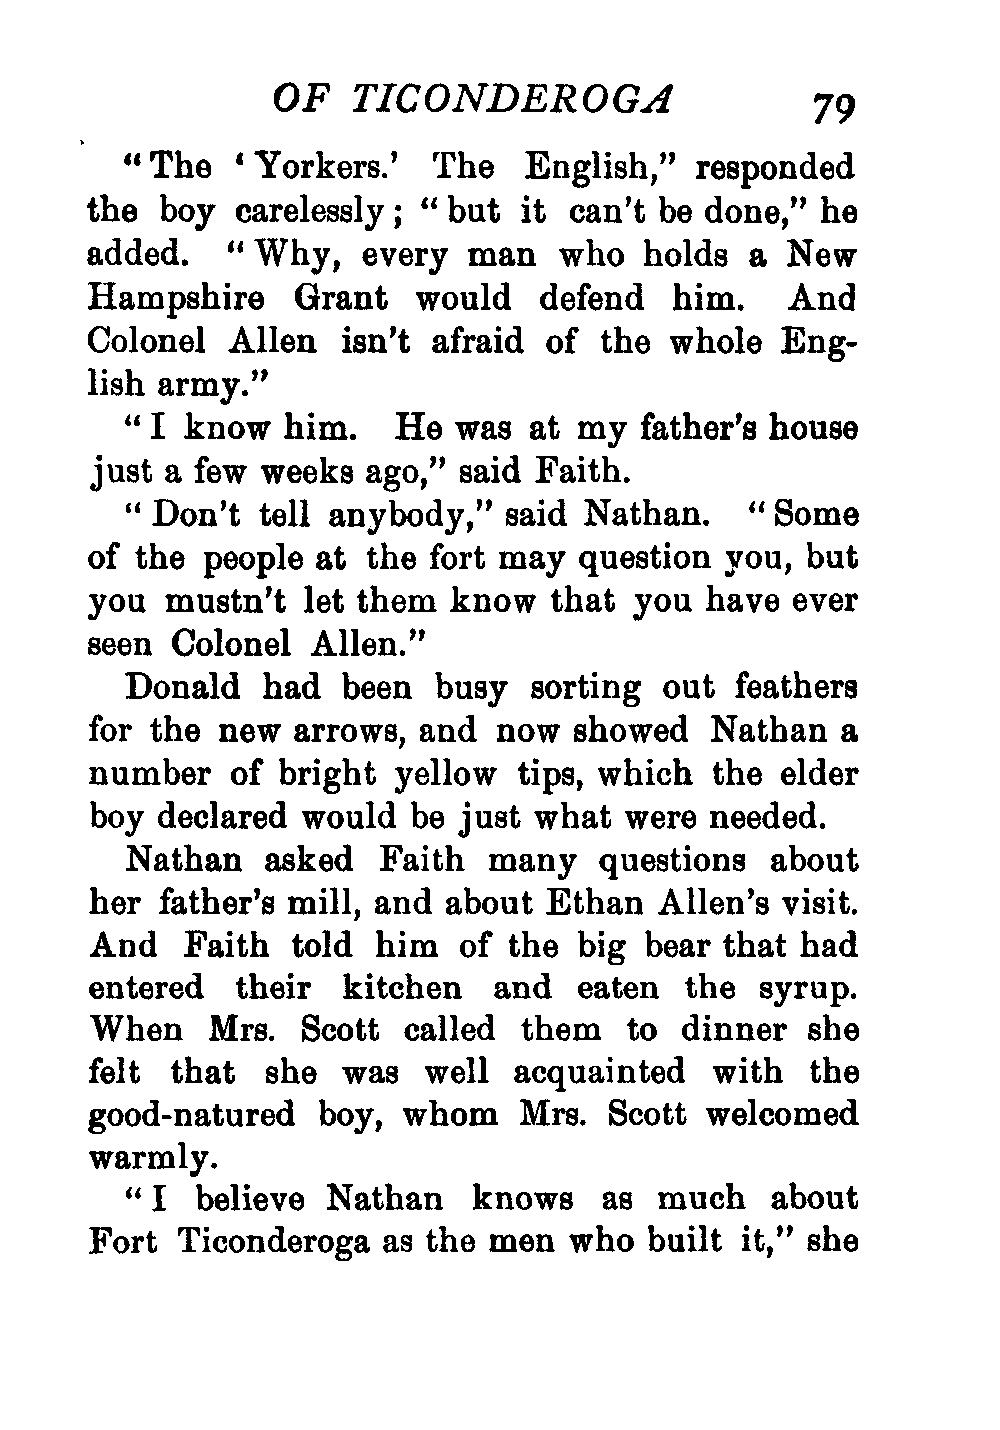 OF TICONDEROGA 79
"The 'Yorkers.' The English," responded
the boy carelessly; "but it can't be done," he
added. "Why, every man who holds a New
Hampshire Grant would defend him. And
Colonel Allen isn't afraid of the whole Eng-
lish army."
"I know him. He was at my father's house
just a few weeks ago," said Faith.
"Don't tell anybody," said Nathan. "Some
of the people at the fort may question you, but
you mustn't let them know that you have ever
seen Colonel Allen."
Donald had been busy sorting out feathers
for the new arrows, and now showed Nathan a
number of bright yellow tips, which the elder
boy declared would be just what were needed.
Nathan asked Faith many questions about
her father's mill, and about Ethan Allen's visit.
And Faith told him of the big bear that had
entered their kitchen and eaten the syrup.
When Mrs. Scott called them to dinner she
felt that she was well acquainted with the
good-natured boy, whom Mrs. Scott welcomed
warmly.
"I believe Nathan knows as much about
Fort Ticonderoga as the men who built it," she